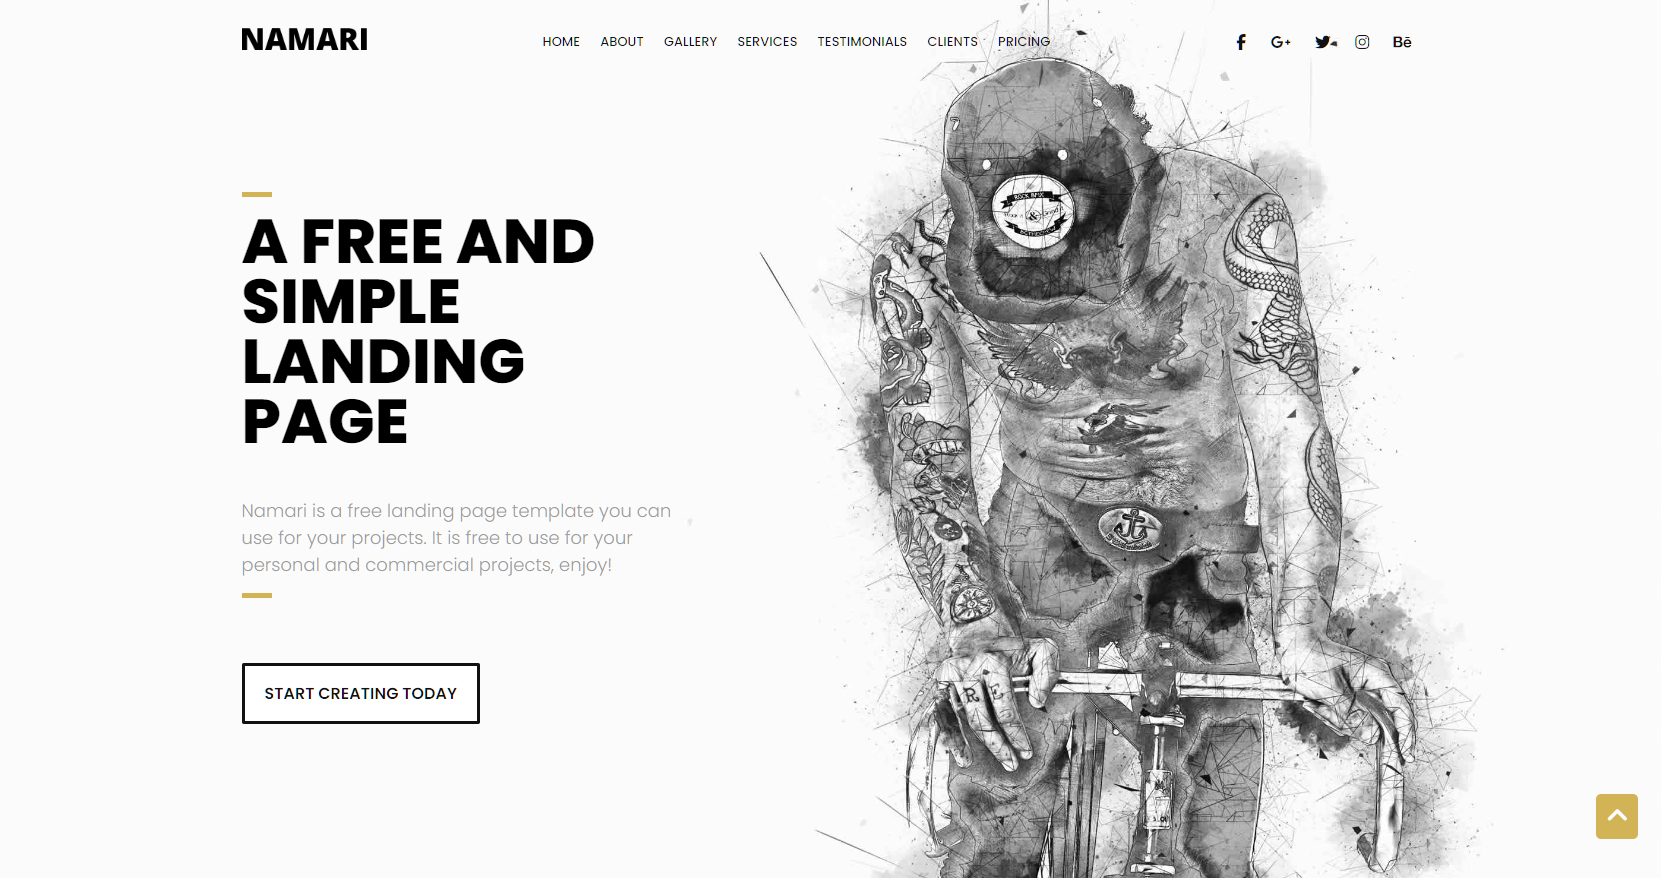 NAMARI
HOME ABOUT GALLERY SERVICES TESTIMONIALS CLIENTS PRICING
Bē
A FREE AND
SIMPLE
LANDING
PAGE
Namari is a free landing page template you can
use for your projects. It is free to use for your
personal and commercial projects, enjoy!
START CREATING TODAY
&
KILL
R E